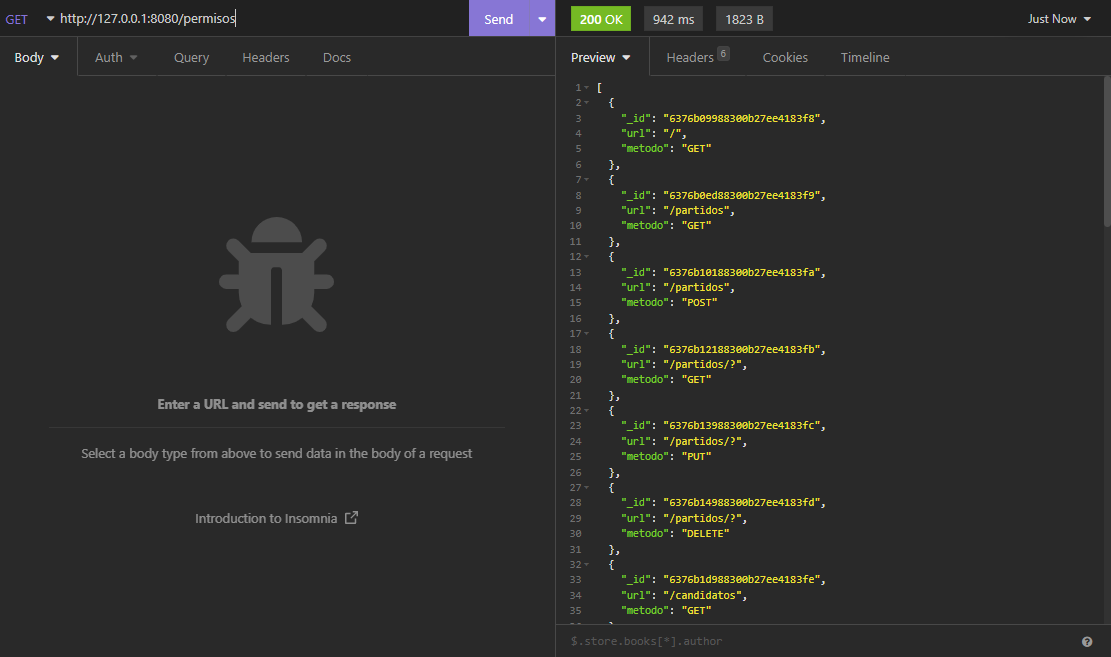 GET http://127.0.0.1:8080/permisos Send 200 OK 942 ms 1823 B Just Now
Body Auth Query Headers Docs
Preview Headers 6 Cookies Timeline
Enter a URL and send to get a response
Select a body type from above to send data in the body of a request
Introduction to Insomnia
1 [
2 {
3 "_id": "6376b09988300b27ee4183f8",
4 "url": "/",
5 "metodo": "GET"
6 },
7 {
8 "_id": "6376b0ed88300b27ee4183f9",
9 "url": "/partidos",
10 "metodo": "GET"
11 },
12 {
13 "_id": "6376b10188300b27ee4183fa",
14 "url": "/partidos",
15 "metodo": "POST"
16 },
17 {
18 "_id": "6376b12188300b27ee4183fb",
19 "url": "/partidos/?",
20 "metodo": "GET"
21 },
22 {
23 "_id": "6376b13988300b27ee4183fc",
24 "url": "/partidos/?",
25 "metodo": "PUT"
26 },
27 {
28 "_id": "6376b14988300b27ee4183fd",
29 "url": "/partidos/?",
30 "metodo": "DELETE"
31 },
32 {
33 "_id": "6376b1d988300b27ee4183fe",
34 "url": "/candidatos",
35 "metodo": "GET"
$.store.books[*].author ?